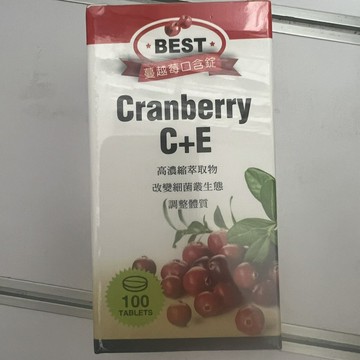 BEST
蔓越莓口含錠
Cranberry
C+E
高濃縮萃取物
改變細菌叢生態
調整體質
100
TABLETS